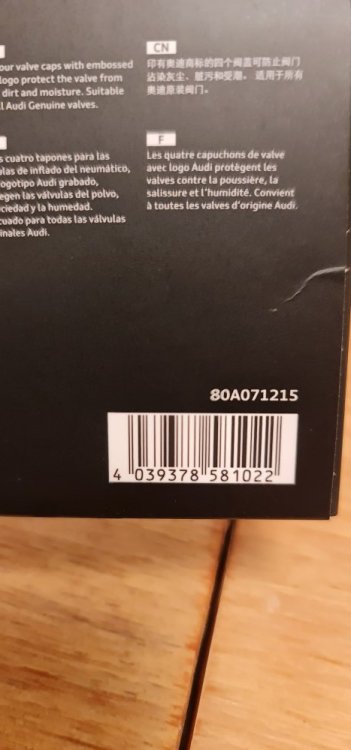 our valve caps with embossed
logo protect the valve from
dirt and moisture. Suitable
l Audi Genuine valves.
s cuatro tapones para las
las de inflado del neumático,
ogotipo Audi grabado,
egen las válvulas del polvo,
ciedad y la humedad.
cuado para todas las válvulas
inales Audi.
CN
印有奥迪商标的四个阀盖可防止阀门
沾染灰尘、脏污和受潮。 适用于所有
奥迪原装阀门。
F
Les quatre capuchons de valve
avec logo Audi protègent les
valves contre la poussière, la
salissure et l'humidité. Convient
à toutes les valves d'origine Audi.
80A071215
4 039378 581022